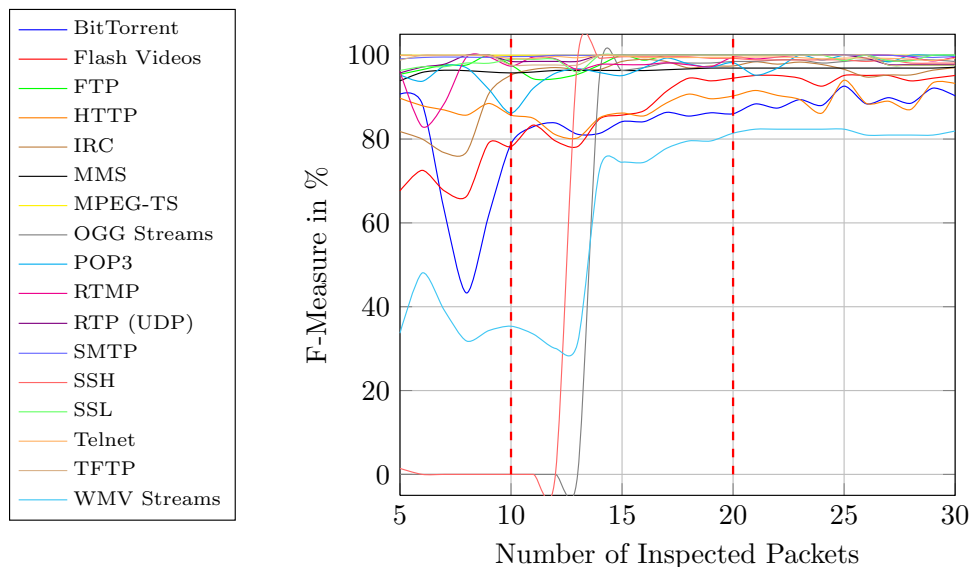 BitTorrent
Flash Videos
FTP
HTTP
IRC
MMS
MPEG-TS
OGG Streams
POP3
RTMP
RTP (UDP)
SMTP
SSH
SSL
Telnet
TFTP
WMV Streams
F-Measure in %
100
80
60
40
20
0
5 10 15 20 25 30
Number of Inspected Packets